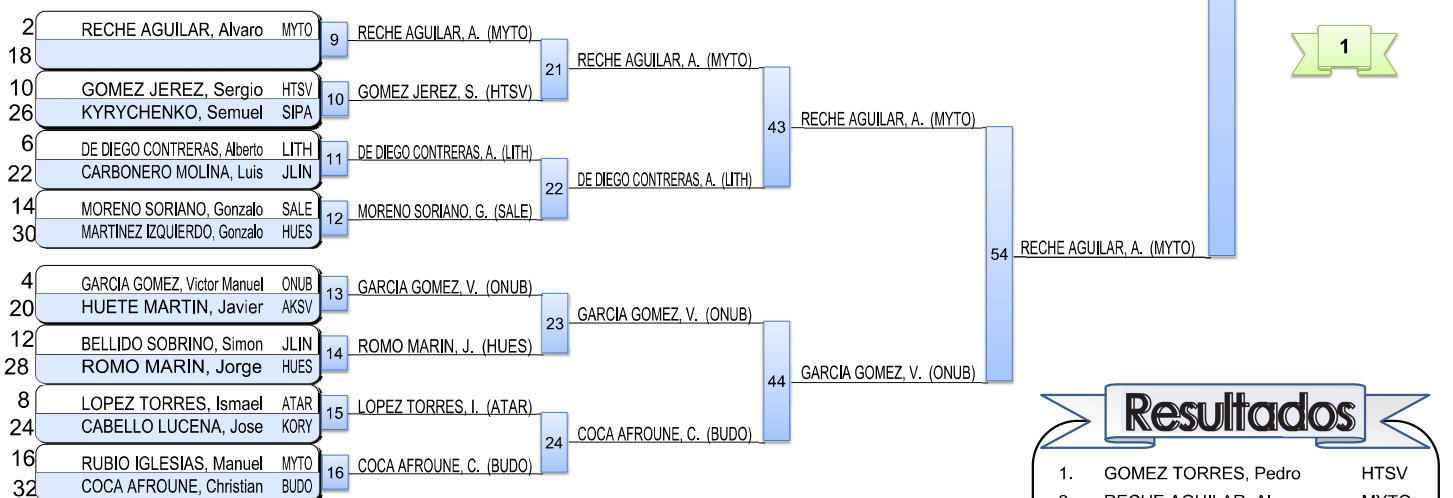 2 RECHE AGUILAR, Alvaro MYTO
18
9 RECHE AGUILAR, A. (MYTO)
21 RECHE AGUILAR, A. (MYTO)
10 GOMEZ JEREZ, Sergio HTSV
26 KYRYCHENKO, Semuel SIPA
10 GOMEZ JEREZ, S. (HTSV)
43 RECHE AGUILAR, A. (MYTO)
6 DE DIEGO CONTRERAS, Alberto LITH
22 CARBONERO MOLINA, Luis JLIN
11 DE DIEGO CONTRERAS, A. (LITH)
22 DE DIEGO CONTRERAS, A. (LITH)
14 MORENO SORIANO, Gonzalo SALE
30 MARTINEZ IZQUIERDO, Gonzalo HUES
12 MORENO SORIANO, G. (SALE)
54 RECHE AGUILAR, A. (MYTO)
4 GARCIA GOMEZ, Victor Manuel ONUB
20 HUETE MARTIN, Javier AKSV
13 GARCIA GOMEZ, V. (ONUB)
23 GARCIA GOMEZ, V. (ONUB)
12 BELLIDO SOBRINO, Simon JLIN
28 ROMO MARIN, Jorge HUES
14 ROMO MARIN, J. (HUES)
44 GARCIA GOMEZ, V. (ONUB)
8 LOPEZ TORRES, Ismael ATAR
24 CABELLO LUCENA, Jose KORY
15 LOPEZ TORRES, I. (ATAR)
24 COCA AFROUNE, C. (BUDO)
16 RUBIO IGLESIAS, Manuel MYTO
32 COCA AFROUNE, Christian BUDO
16 COCA AFROUNE, C. (BUDO)
1
Resultados
1. GOMEZ TORRES, Pedro HTSV
RECHE AGUILAR, MYTO